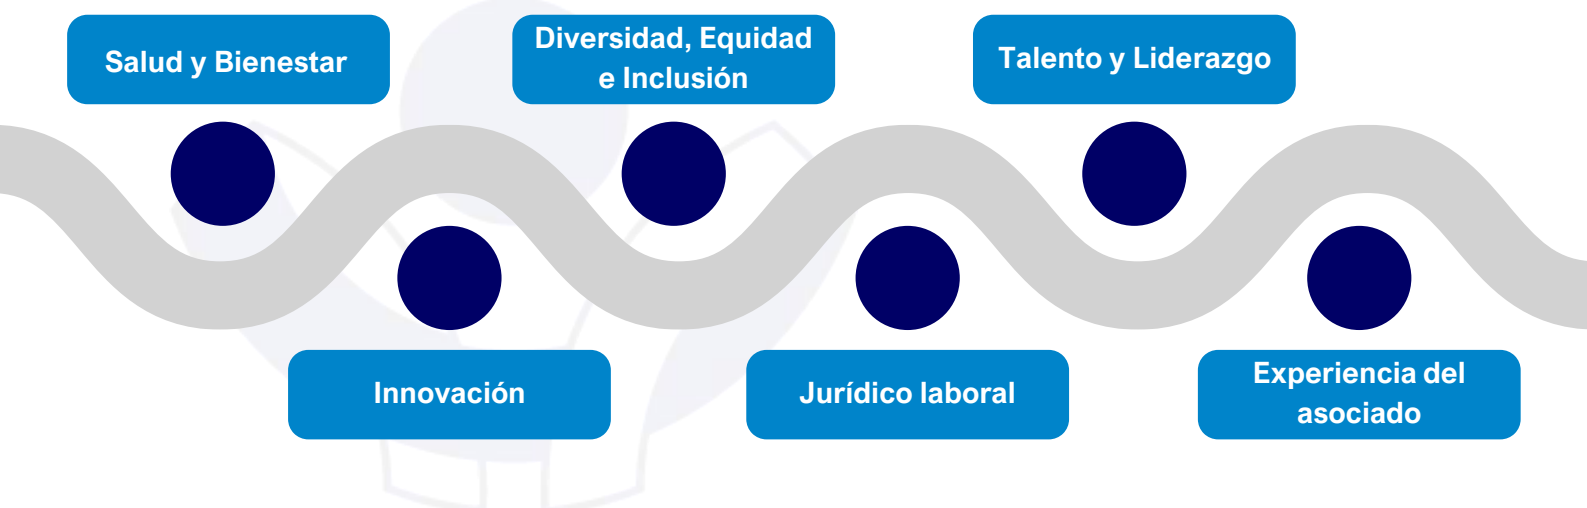 Salud y Bienestar
Diversidad, Equidad
e Inclusión
Talento y Liderazgo
Innovación
Jurídico laboral
Experiencia del
asociado